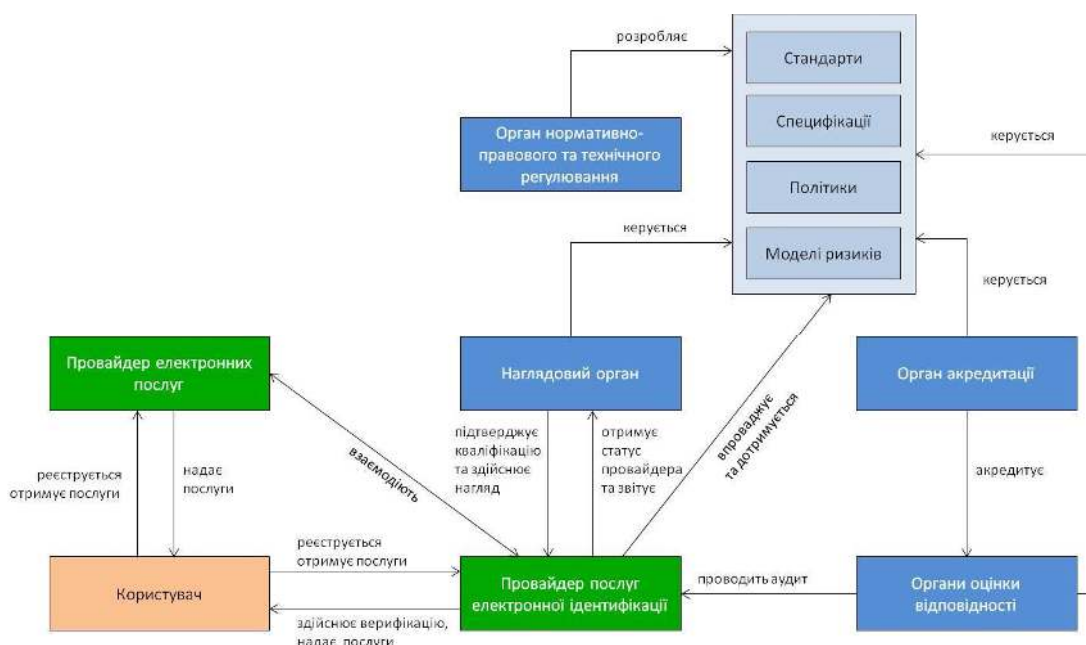 розробляє
Стандарти
Специфікації
Політики
Моделі ризиків
Орган нормативно-
правового та технічного
регулювання
керується
керується
керується
Провайдер електронних
послуг
Наглядовий орган
Орган акредитації
реєструється
отримує послуги
надає
послуги
взаємодіють
підтверджує
кваліфікацію
та здійснює
нагляд
отримує
статус
провайдера
та звітує
впроваджує
та дотримується
акредитує
Користувач
реєструється
отримує послуги
здійснює верифікацію,
надає послуги
Провайдер послуг
електронної ідентифікації
проводить аудит
Органи оцінки
відповідності